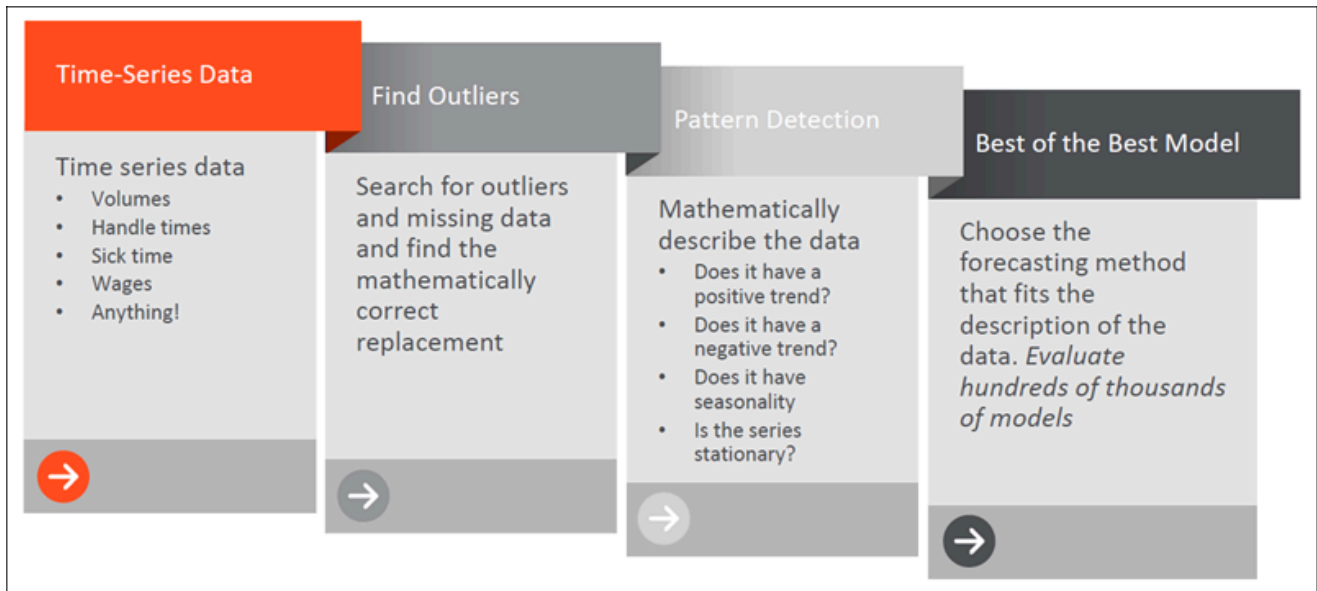 Time-Series Data
Time series data
• Volumes
• Handle times
• Sick time
• Wages
• Anything!
Find Outliers
Search for outliers
and missing data
and find the
mathematically
correct
replacement
Pattern Detection
Mathematically
describe the data
• Does it have a
positive trend?
• Does it have a
negative trend?
• Does it have
seasonality
• Is the series
stationary?
Best of the Best Model
Choose the
forecasting method
that fits the
description of the
data. Evaluate
hundreds of thousands
of models